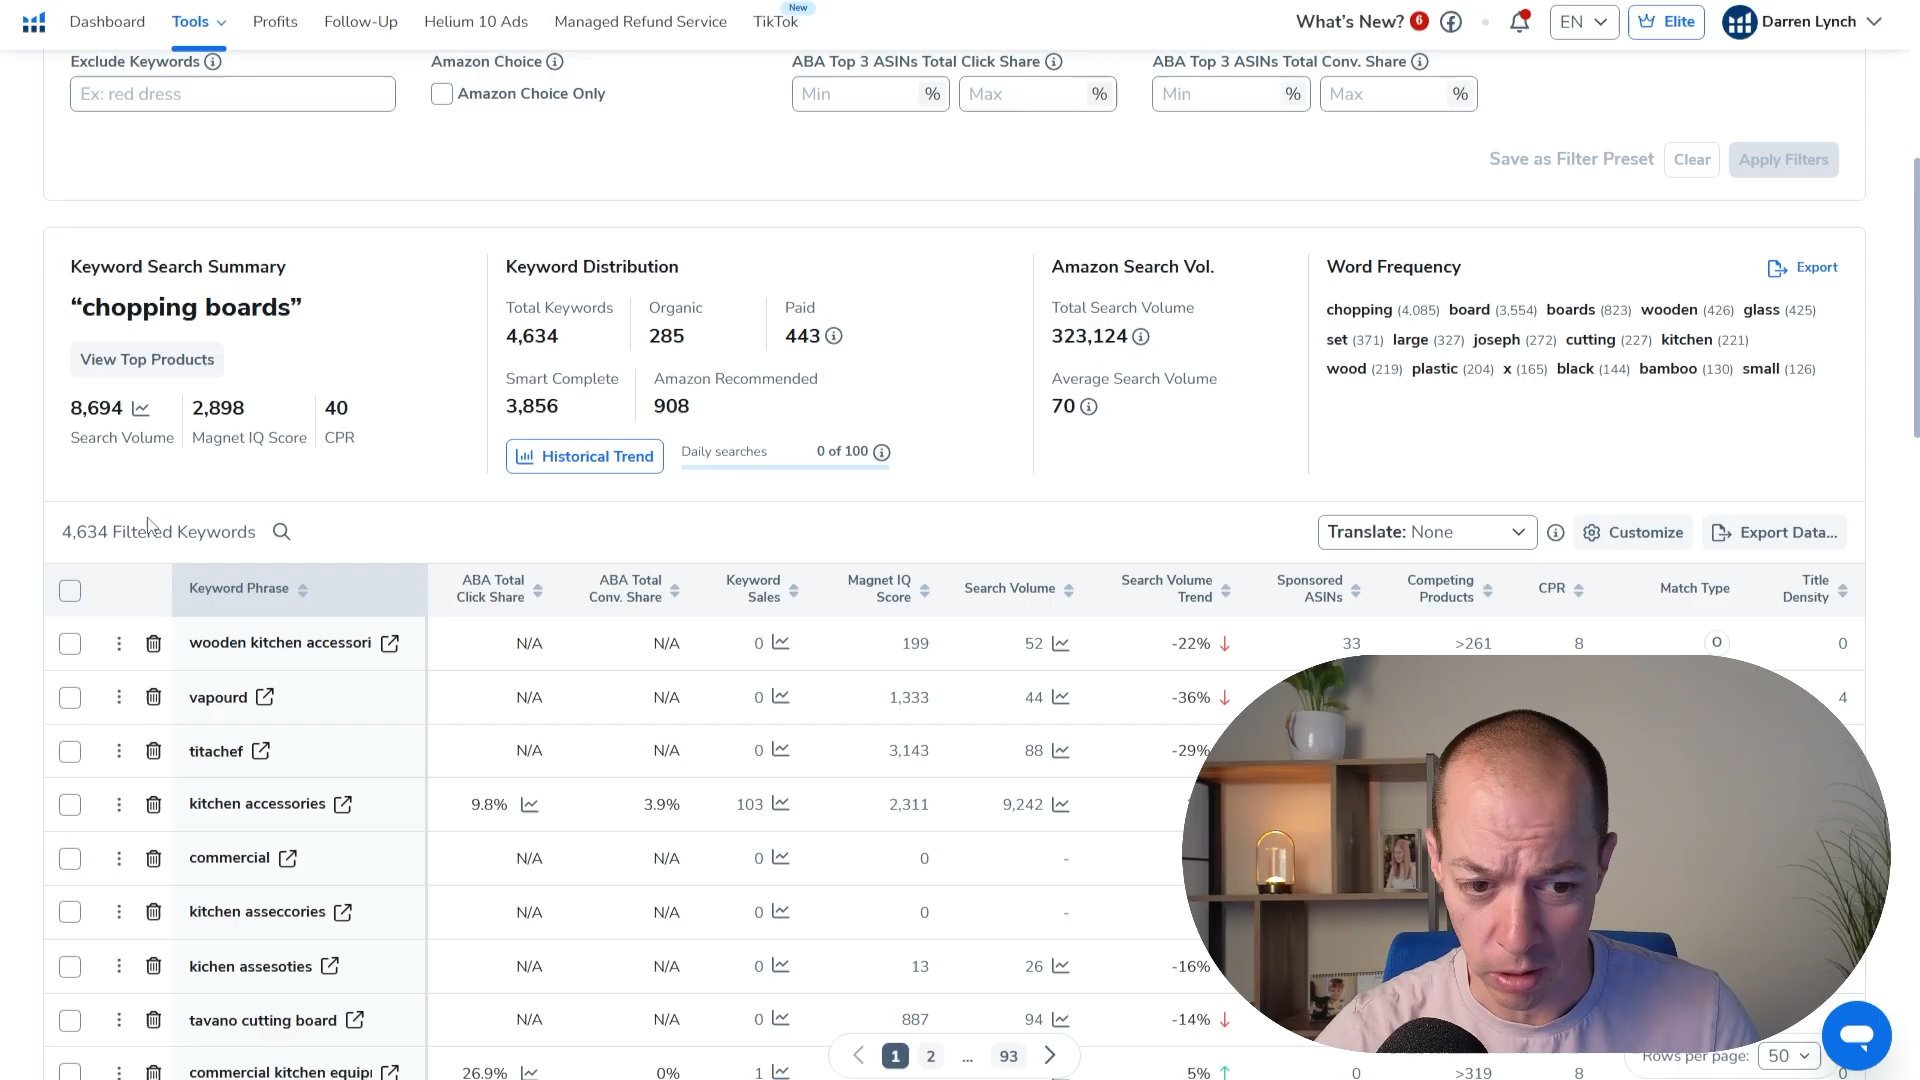 Dashboard Tools Profits Follow-Up Helium 10 Ads Managed Refund Service TikTok New What's New? 6 EN Elite Darren Lynch
Exclude Keywords Amazon Choice ABA Top 3 ASINs Total Click Share ABA Top 3 ASINs Total Conv. Share
Ex: red dress Amazon Choice Only Min % Max % Min % Max %
Save as Filter Preset Clear Apply Filters
Keyword Search Summary Keyword Distribution Amazon Search Vol. Word Frequency Export
“chopping boards” Total Keywords Organic Paid Total Search Volume chopping (4,085) board (3,554) boards (823) wooden (426) glass (425)
4,634 285 443 323,124 set (371) large (327) joseph (272) cutting (227) kitchen (221)
View Top Products Smart Complete Amazon Recommended Average Search Volume wood (219) plastic (204) x (165) black (144) bamboo (130) small (126)
8,694 2,898 40 3,856 908 70
Search Volume Magnet IQ Score CPR Historical Trend Daily searches 0 of 100
4,634 Filtered Keywords Translate: None Customize Export Data...
Keyword Phrase ABA Total Click Share ABA Total Conv. Share Keyword Sales Magnet IQ Score Search Volume Search Volume Trend Sponsored ASINs Competing Products CPR Match Type Title Density
wooden kitchen accessori N/A N/A 0 199 52 -22% 33 >261 8 O 0
vapourd N/A N/A 0 1,333 44 -36% 4
titachef N/A N/A 0 3,143 88 -29%
kitchen accessories 9.8% 3.9% 103 2,311 9,242
commercial N/A N/A 0 0 -
kitchen asseccories N/A N/A 0 0 -
kichen assesoties N/A N/A 0 13 26 -16%
tavano cutting board N/A N/A 0 887 94 -14%
1 2 ... 93 Rows per page: 50
commercial kitchen equip 26.9% 0% 1 5% 0 >319 8 0